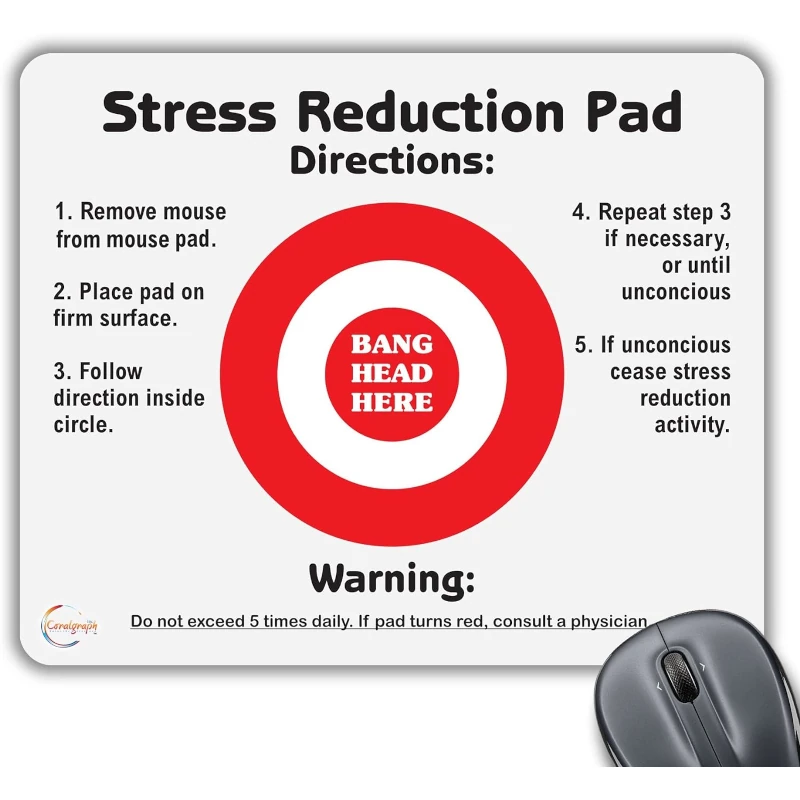 Stress Reduction Pad
Directions:
1. Remove mouse
from mouse pad.
2. Place pad on
firm surface.
3. Follow
direction inside
circle.
BANG
HEAD
HERE
4. Repeat step 3
if necessary,
or until
unconcious
5. If unconcious
cease stress
reduction
activity.
Warning:
Do not exceed 5 times daily. If pad turns red, consult a physician
Coralgraph